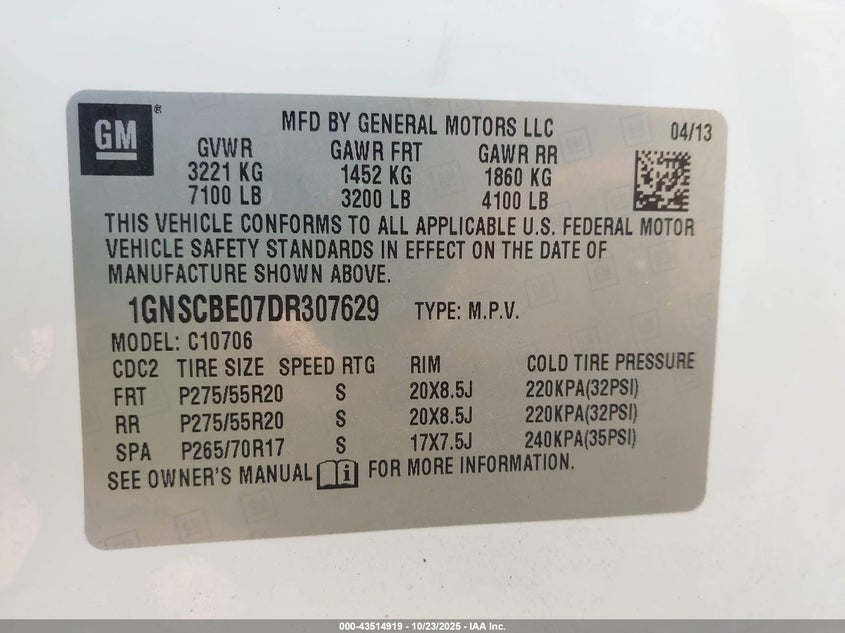 GM®
MFD BY GENERAL MOTORS LLC
04/13
GVWR GAWR FRT GAWR RR
3221 KG 1452 KG 1860 KG
7100 LB 3200 LB 4100 LB
THIS VEHICLE CONFORMS TO ALL APPLICABLE U.S. FEDERAL MOTOR
VEHICLE SAFETY STANDARDS IN EFFECT ON THE DATE OF
MANUFACTURE SHOWN ABOVE.
1GNSCBE07DR307629 TYPE: M.P.V.
MODEL: C10706
CDC2 TIRE SIZE SPEED RTG RIM COLD TIRE PRESSURE
FRT P275/55R20 S 20X8.5J 220KPA(32PSI)
RR P275/55R20 S 20X8.5J 220KPA(32PSI)
SPA P265/70R17 S 17X7.5J 240KPA(35PSI)
SEE OWNER'S MANUAL FOR MORE INFORMATION.
000-43514919 - 10/23/2025 - IAA Inc.